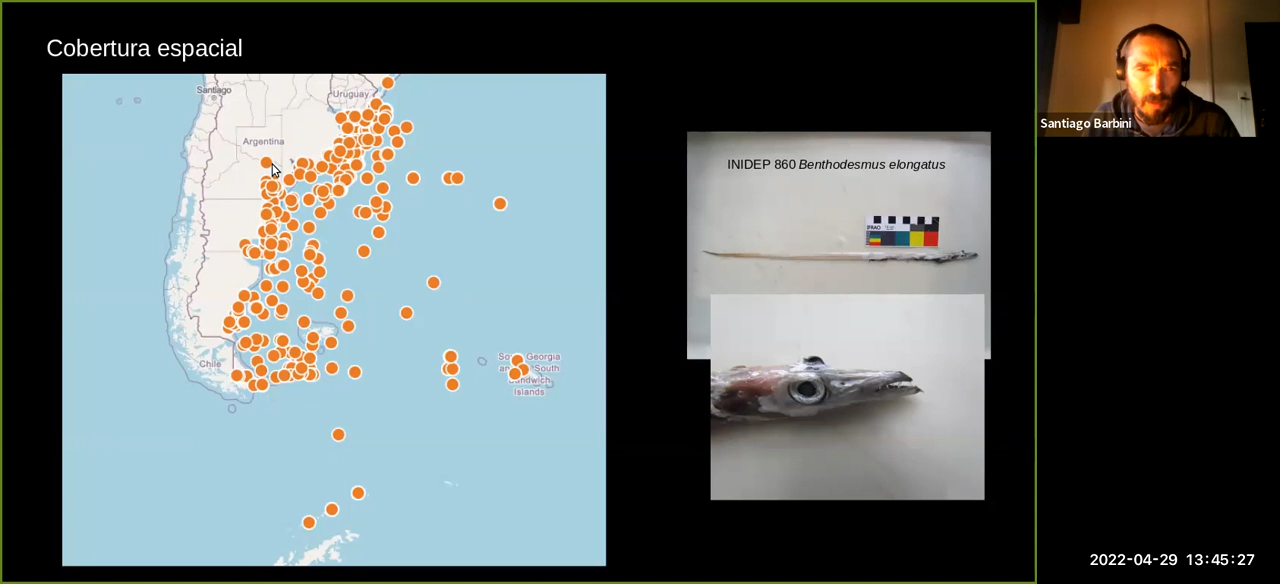 Cobertura espacial
Santiago
Uruguay
Argentina
Chile
South Georgia
and South
Sandwich
Islands
INIDEP 860 Benthodesmus elongatus
Santiago Barbini
2022-04-29 13:45:27